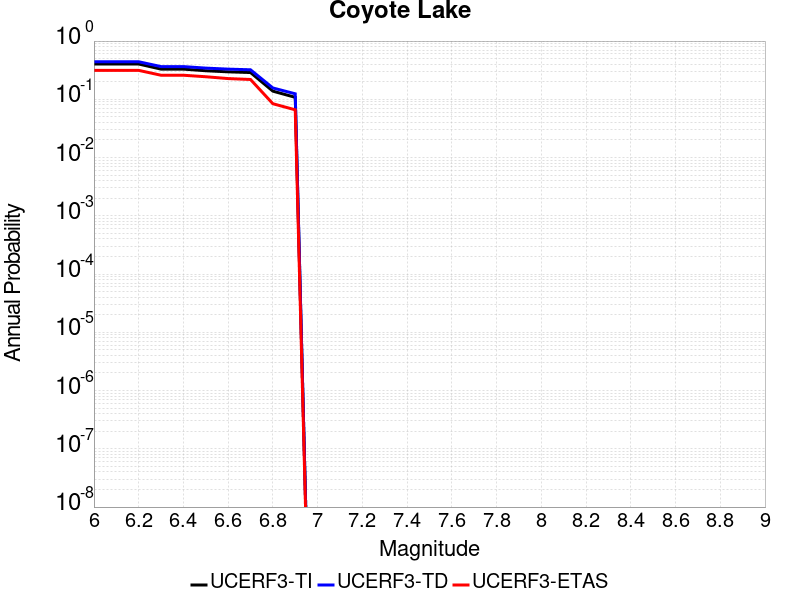 Coyote Lake
Annual Probability
10^0
10^-1
10^-2
10^-3
10^-4
10^-5
10^-6
10^-7
10^-8
6 6.2 6.4 6.6 6.8 7 7.2 7.4 7.6 7.8 8 8.2 8.4 8.6 8.8 9
Magnitude
UCERF3-TI UCERF3-TD UCERF3-ETAS